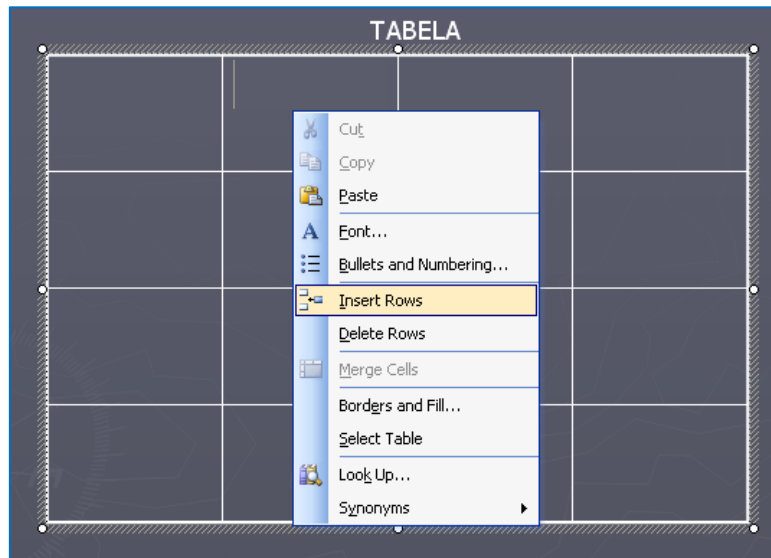 TABELA
Cut
Copy
Paste
Font...
Bullets and Numbering...
Insert Rows
Delete Rows
Merge Cells
Borders and Fill...
Select Table
Look Up...
Synonyms